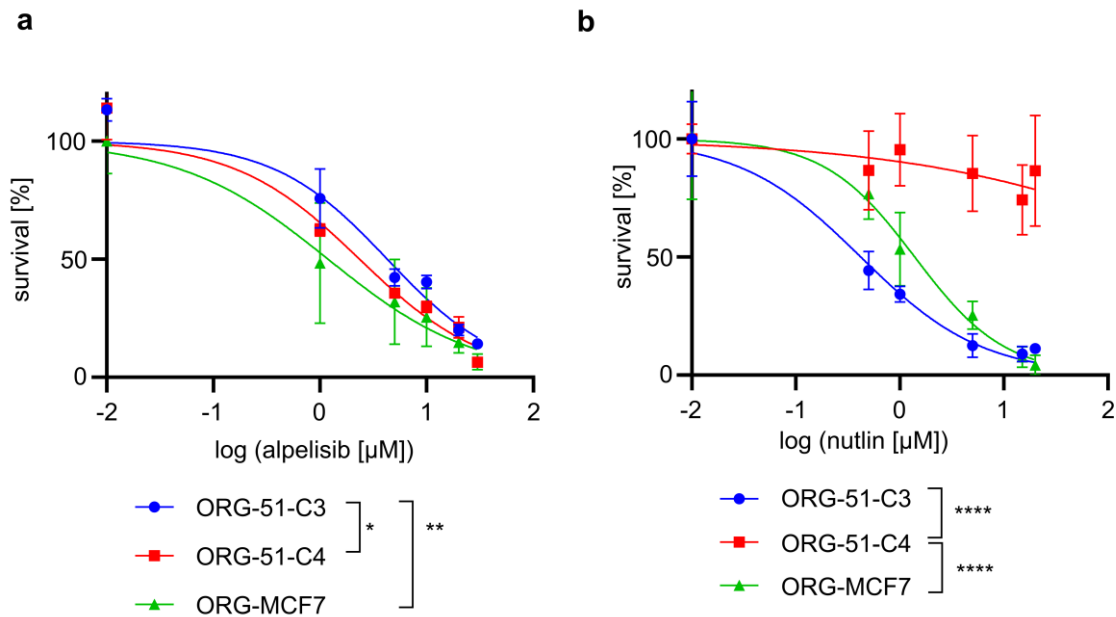 a
survival [%]
100
50
0
-2 -1 0 1 2
log (alpelisib [µM])
ORG-51-C3
ORG-51-C4
ORG-MCF7
*
**
b
survival [%]
100
50
0
-2 -1 0 1 2
log (nutlin [µM])
ORG-51-C3
ORG-51-C4
ORG-MCF7
****
****